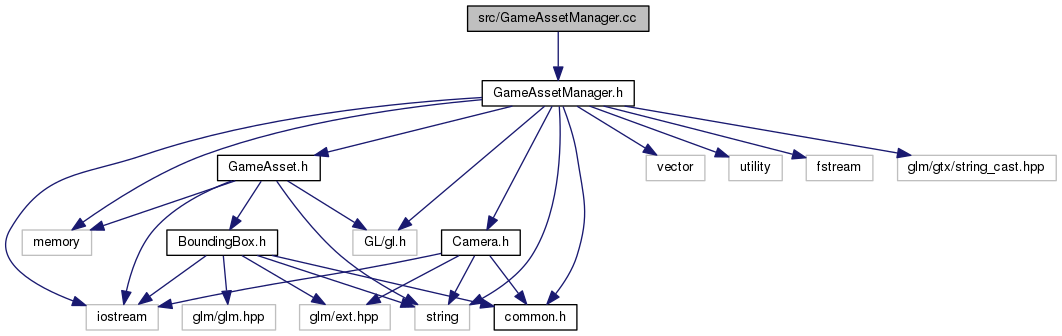 src/GameAssetManager.cc
GameAssetManager.h
GameAsset.h
vector
utility
fstream
glm/gtx/string_cast.hpp
memory
BoundingBox.h
GL/gl.h
Camera.h
iostream
glm/glm.hpp
glm/ext.hpp
string
common.h